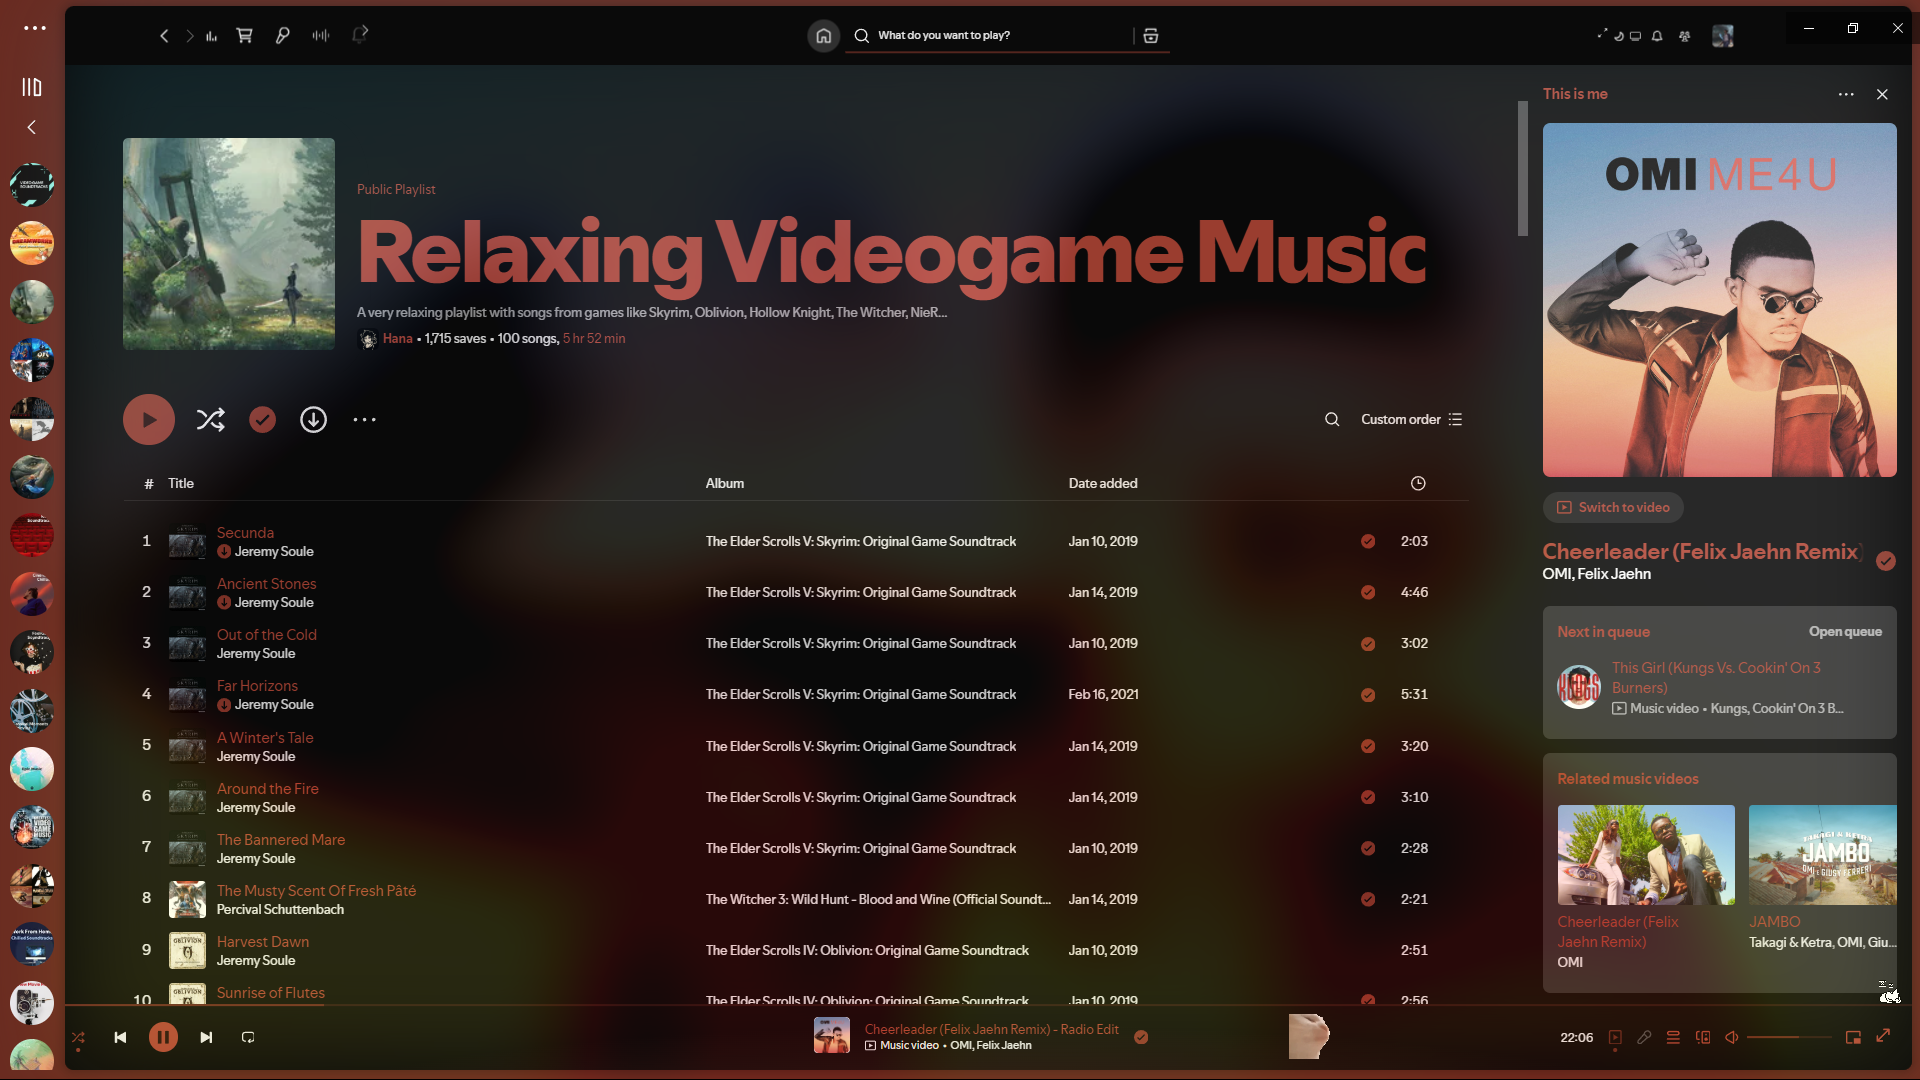 What do you want to play?
This is me
OMI ME4U
Public Playlist
Relaxing Videogame Music
A very relaxing playlist with songs from games like Skyrim, Oblivion, Hollow Knight, The Witcher, NieR...
Hana • 1,715 saves • 100 songs, 5 hr 52 min
Custom order
# Title Album Date added
1 Secunda The Elder Scrolls V: Skyrim: Original Game Soundtrack Jan 10, 2019 2:03
Jeremy Soule
2 Ancient Stones The Elder Scrolls V: Skyrim: Original Game Soundtrack Jan 14, 2019 4:46
Jeremy Soule
3 Out of the Cold The Elder Scrolls V: Skyrim: Original Game Soundtrack Jan 10, 2019 3:02
Jeremy Soule
4 Far Horizons The Elder Scrolls V: Skyrim: Original Game Soundtrack Feb 16, 2021 5:31
Jeremy Soule
5 A Winter's Tale The Elder Scrolls V: Skyrim: Original Game Soundtrack Jan 14, 2019 3:20
Jeremy Soule
6 Around the Fire The Elder Scrolls V: Skyrim: Original Game Soundtrack Jan 14, 2019 3:10
Jeremy Soule
7 The Bannered Mare The Elder Scrolls V: Skyrim: Original Game Soundtrack Jan 10, 2019 2:28
Jeremy Soule
8 The Musty Scent Of Fresh Pâté The Witcher 3: Wild Hunt - Blood and Wine (Official Soundt... Jan 14, 2019 2:21
Percival Schuttenbach
9 Harvest Dawn The Elder Scrolls IV: Oblivion: Original Game Soundtrack Jan 10, 2019 2:51
Jeremy Soule
10 Sunrise of Flutes The Elder Scrolls IV: Oblivion: Original Game Soundtrack Jan 10, 2019 2:56
Switch to video
Cheerleader (Felix Jaehn Remix)
OMI, Felix Jaehn
Next in queue Open queue
This Girl (Kungs Vs. Cookin' On 3
Burners)
Music video • Kungs, Cookin' On 3 B...
KUNGS
Related music videos
TAKAGI & KETRA
JAMBO
OMI & GIUSY FERRERI
Cheerleader (Felix
Jaehn Remix)
OMI
JAMBO
Takagi & Ketra, OMI, Giu...
Cheerleader (Felix Jaehn Remix) - Radio Edit
Music video • OMI, Felix Jaehn
22:06